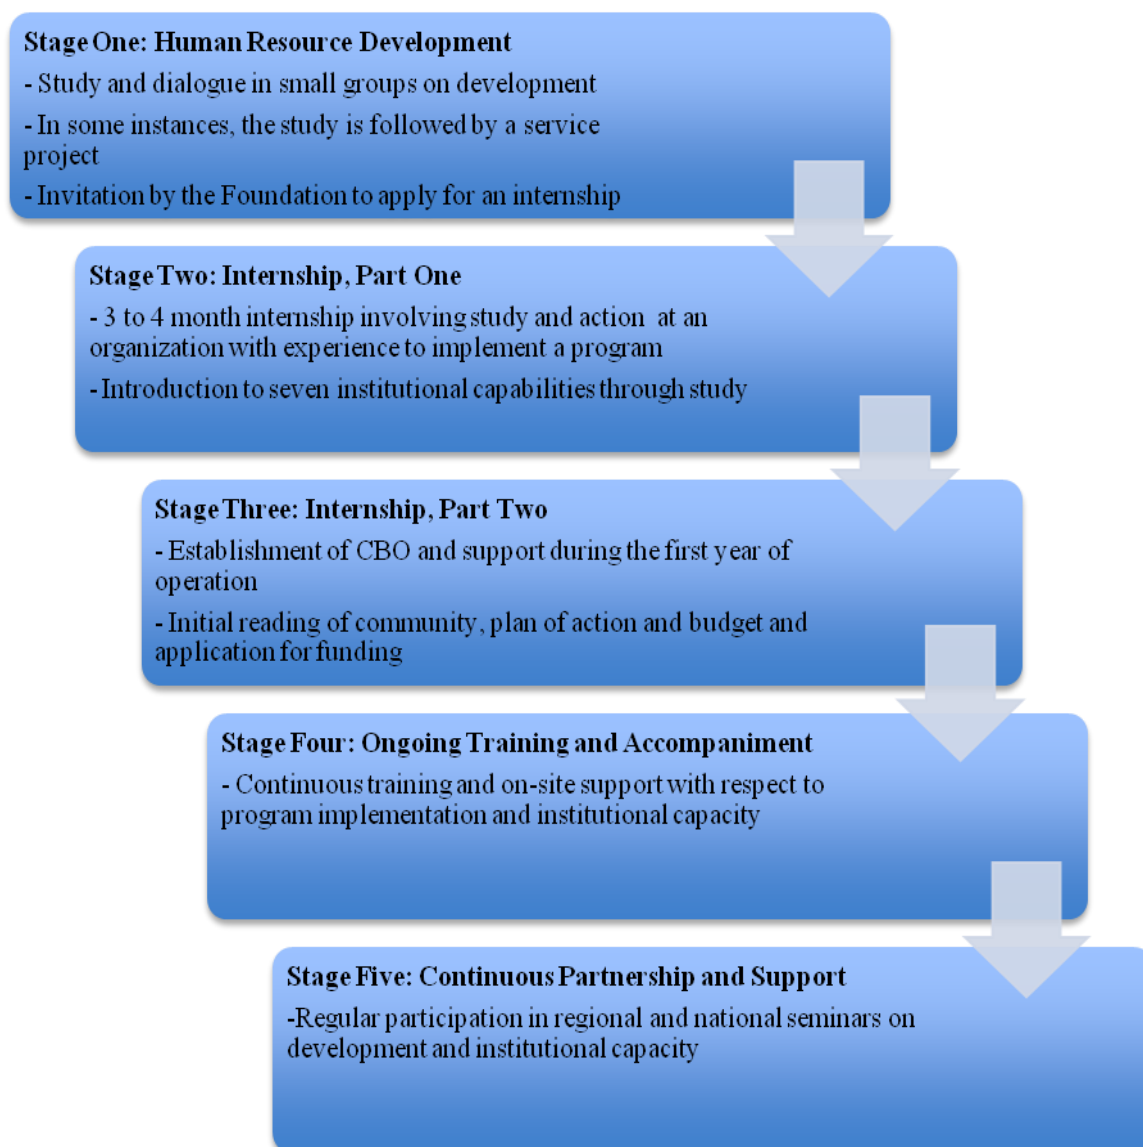 Stage One: Human Resource Development
- Study and dialogue in small groups on development
- In some instances, the study is followed by a service
project
- Invitation by the Foundation to apply for an internship
Stage Two: Internship, Part One
- 3 to 4 month internship involving study and action at an
organization with experience to implement a program
- Introduction to seven institutional capabilities through study
Stage Three: Internship, Part Two
- Establishment of CBO and support during the first year of
operation
- Initial reading of community, plan of action and budget and
application for funding
Stage Four: Ongoing Training and Accompaniment
- Continuous training and on-site support with respect to
program implementation and institutional capacity
Stage Five: Continuous Partnership and Support
-Regular participation in regional and national seminars on
development and institutional capacity